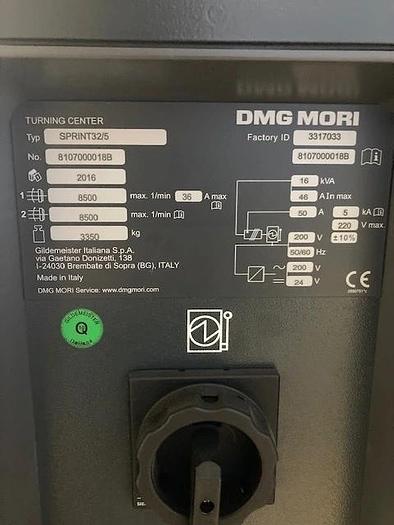 TURNING CENTER
DMG MORI
Typ SPRINT32/5
Factory ID 3317033
No. 8107000018B
8107000018B
2016
16 kVA
1 8500 max. 1/min 36 A max
46 A In max
2 8500 max. 1/min
50 A 5 kA
220 V max.
3350 kg
200 V ±10%
50/60 Hz
Gildemeister Italiana S.p.A.
via Gaetano Donizetti, 138
I-24030 Brembate di Sopra (BG), ITALY
200 V
24 V
Made in Italy
CE
DMG MORI Service: www.dmgmori.com
GILDEMEISTER
Q